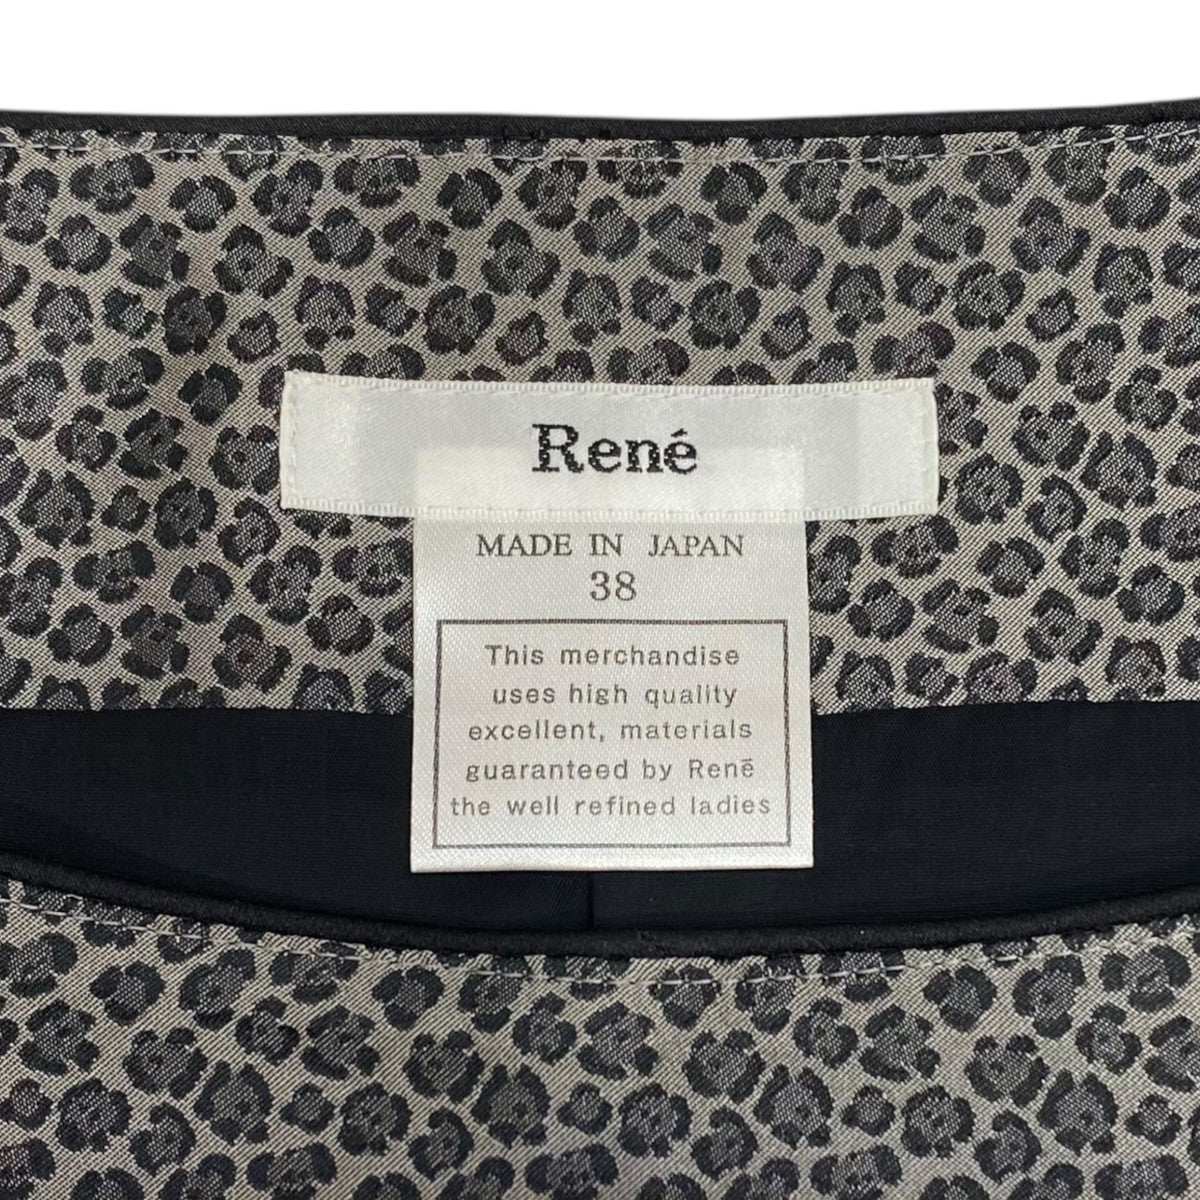 René
MADE IN JAPAN
38
This merchandise
uses high quality
excellent, materials
guaranteed by Renē
the well refined ladies